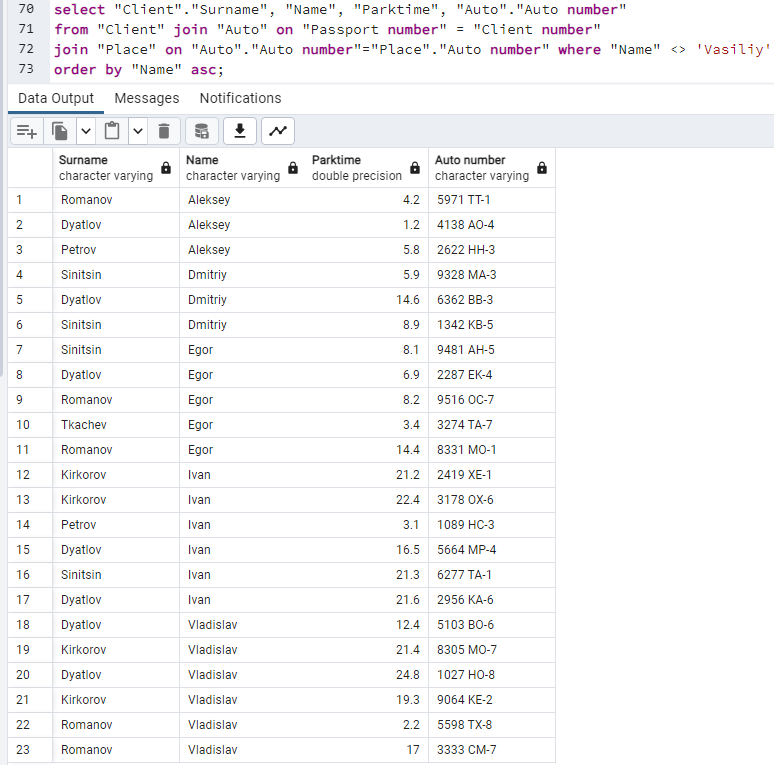 70 select "Client"."Surname", "Name", "Parktime", "Auto"."Auto number"
71 from "Client" join "Auto" on "Passport number" = "Client number"
72 join "Place" on "Auto"."Auto number"="Place"."Auto number" where "Name" <> 'Vasiliy'
73 order by "Name" asc;
Data Output Messages Notifications
Surname Name Parktime Auto number
character varying character varying double precision character varying
1 Romanov Aleksey 4.2 5971 TT-1
2 Dyatlov Aleksey 1.2 4138 AO-4
3 Petrov Aleksey 5.8 2622 HH-3
4 Sinitsin Dmitriy 5.9 9328 MA-3
5 Dyatlov Dmitriy 14.6 6362 BB-3
6 Sinitsin Dmitriy 8.9 1342 KB-5
7 Sinitsin Egor 8.1 9481 AH-5
8 Dyatlov Egor 6.9 2287 EK-4
9 Romanov Egor 8.2 9516 OC-7
10 Tkachev Egor 3.4 3274 TA-7
11 Romanov Egor 14.4 8331 MO-1
12 Kirkorov Ivan 21.2 2419 XE-1
13 Kirkorov Ivan 22.4 3178 OX-6
14 Petrov Ivan 3.1 1089 HC-3
15 Dyatlov Ivan 16.5 5664 MP-4
16 Sinitsin Ivan 21.3 6277 TA-1
17 Dyatlov Ivan 21.6 2956 KA-6
18 Dyatlov Vladislav 12.4 5103 BO-6
19 Kirkorov Vladislav 21.4 8305 MO-7
20 Dyatlov Vladislav 24.8 1027 HO-8
21 Kirkorov Vladislav 19.3 9064 KE-2
22 Romanov Vladislav 2.2 5598 TX-8
23 Romanov Vladislav 17 3333 CM-7